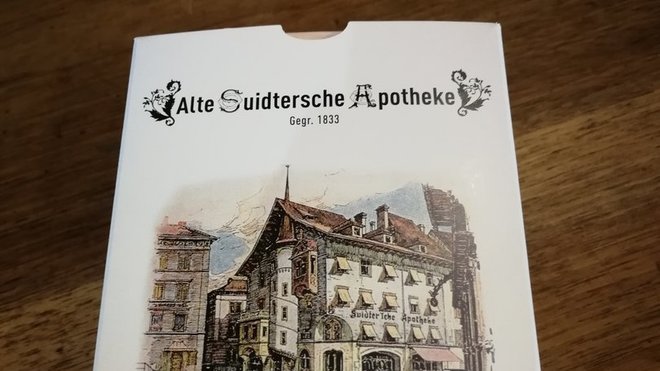 Alte Suidtersche Apotheke
Gegr. 1833
Suidter'sche Apotheke